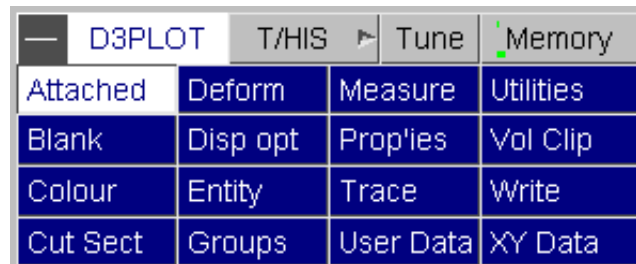 D3PLOT T/HIS Tune Memory
Attached Deform Measure Utilities
Blank Disp opt Prop'ies Vol Clip
Colour Entity Trace Write
Cut Sect Groups User Data XY Data